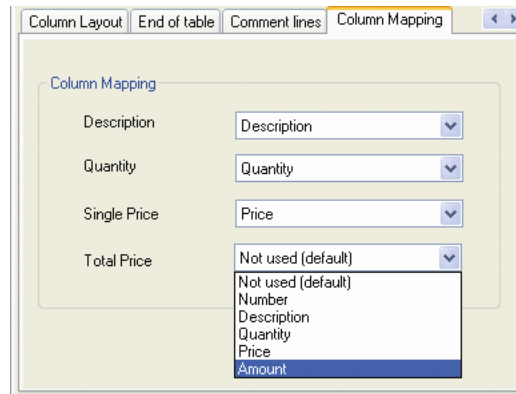 Column Layout End of table Comment lines Column Mapping
Column Mapping
Description Description
Quantity Quantity
Single Price Price
Total Price Not used (default)
Not used (default)
Number
Description
Quantity
Price
Amount